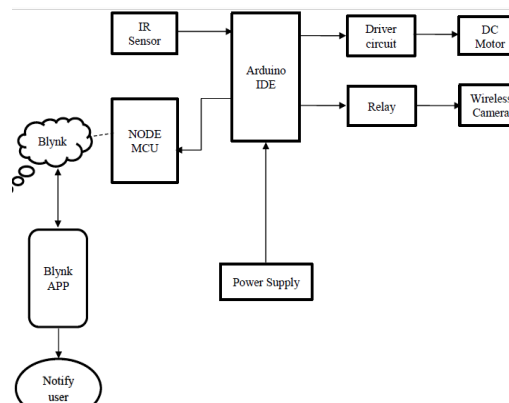 IR
Sensor
Arduino
IDE
Driver
circuit
DC
Motor
Relay
Wireless
Camera
NODE
MCU
Blynk
Blynk
APP
Power Supply
Notify
user